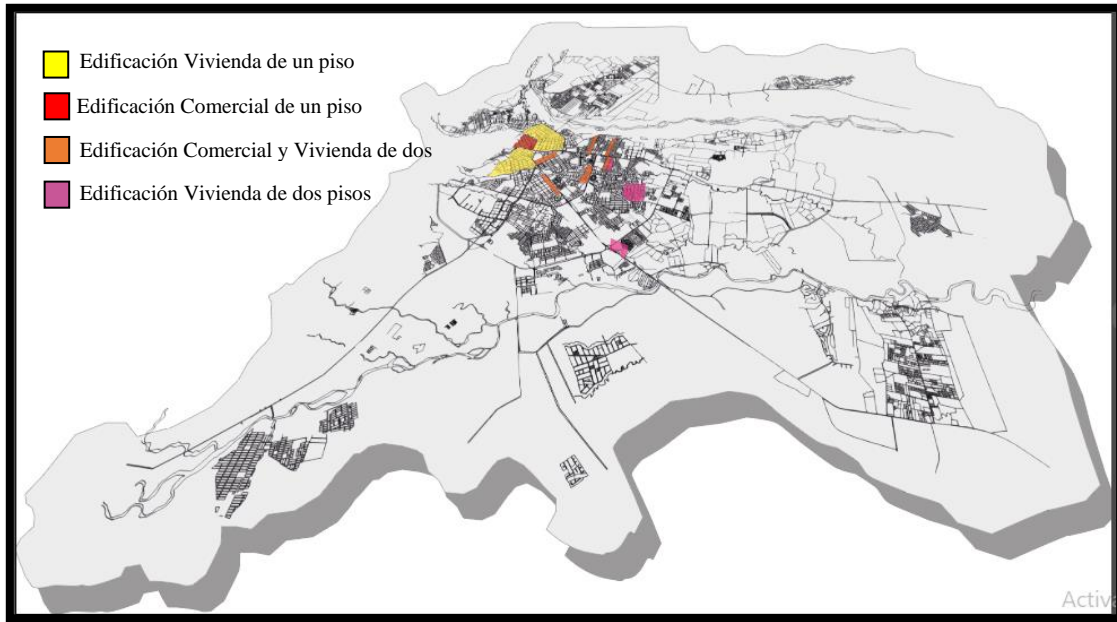 Edificación Vivienda de un piso
Edificación Comercial de un piso
Edificación Comercial y Vivienda de dos
Edificación Vivienda de dos pisos
Activa